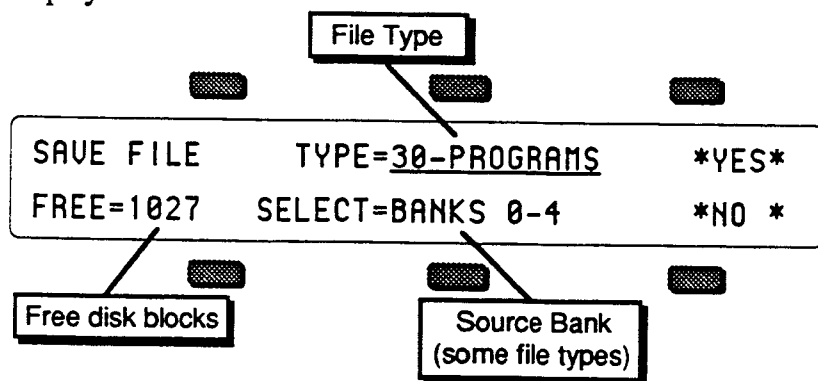 File Type
SAVE FILE TYPE=30-PROGRAMS *YES*
FREE=1027 SELECT=BANKS 0-4 *NO *
Free disk blocks
Source Bank
(some file types)